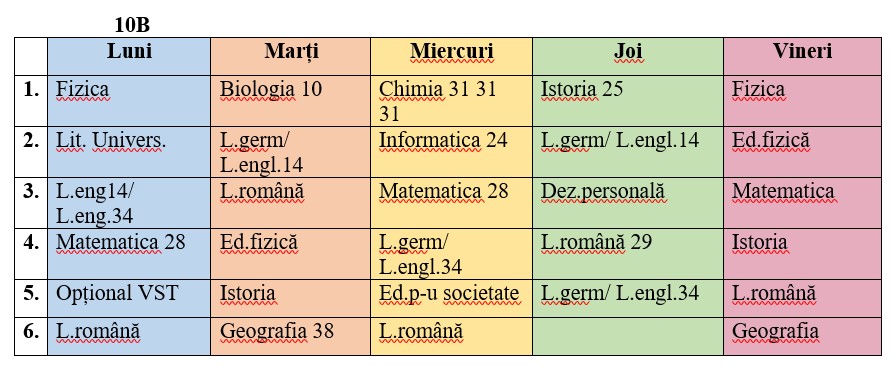 10B
Luni Marți Miercuri Joi Vineri
1. Fizica Biologia 10 Chimia 31 31 Istoria 25 Fizica
31
2. Lit. Univers. L.germ/ Informatica 24 L.germ/ L.engl.14 Ed.fizică
L.engl.14
3. L.eng14/ L.română Matematica 28 Dez.personală Matematica
L.eng.34
4. Matematica 28 Ed.fizică L.germ/ L.română 29 Istoria
L.engl.34
5. Opțional VST Istoria Ed.p-u societate L.germ/ L.engl.34 L.română
6. L.română Geografia 38 L.română Geografia